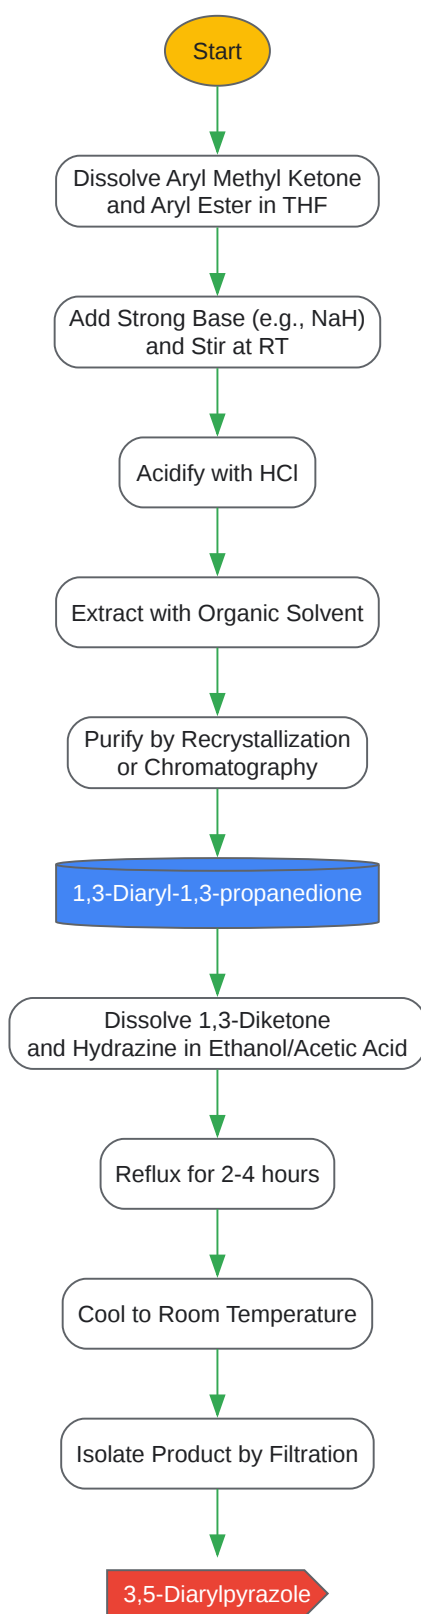 Start
Dissolve Aryl Methyl Ketone
and Aryl Ester in THF
Add Strong Base (e.g., NaH)
and Stir at RT
Acidify with HCl
Extract with Organic Solvent
Purify by Recrystallization
or Chromatography
1,3-Diaryl-1,3-propanedione
Dissolve 1,3-Diketone
and Hydrazine in Ethanol/Acetic Acid
Reflux for 2-4 hours
Cool to Room Temperature
Isolate Product by Filtration
3,5-Diarylpyrazole